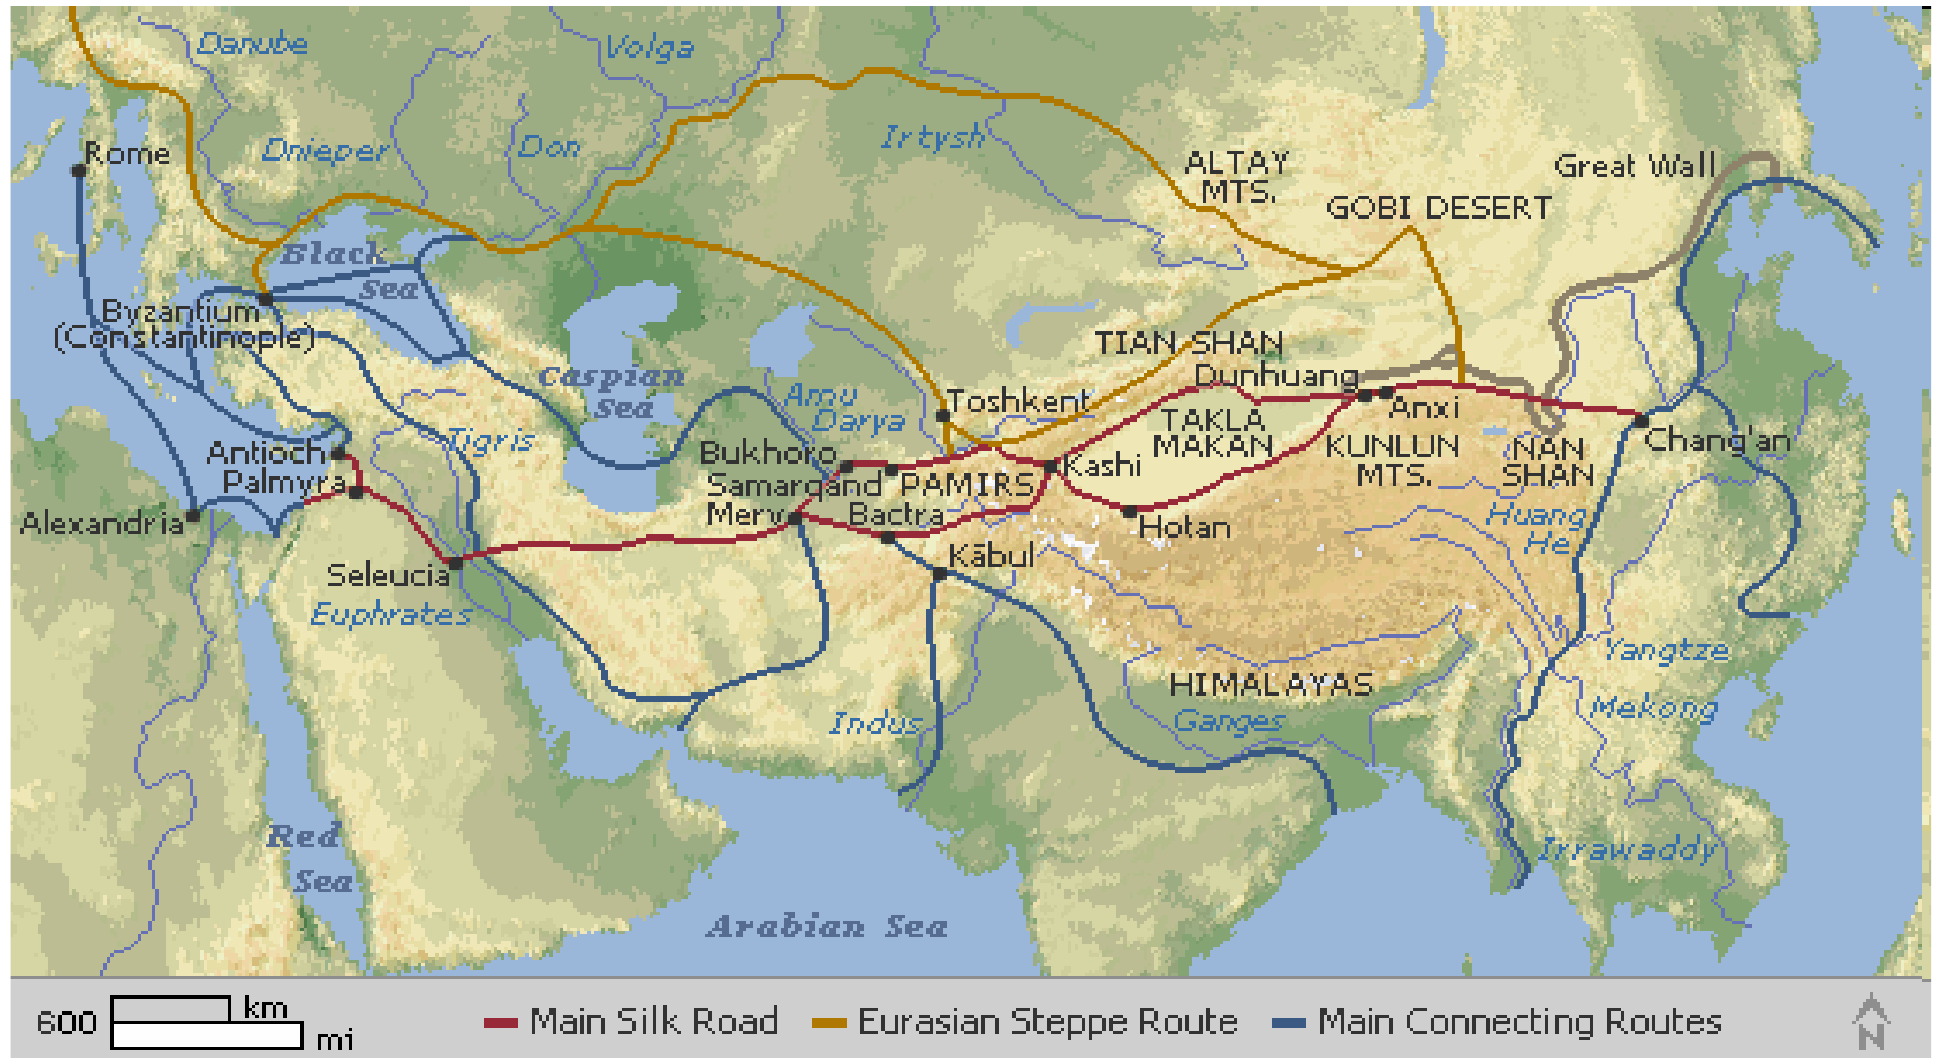 Danube
Volga
Rome
Dnieper
Don
Irtysh
ALTAY
MTS.
Great Wall
GOBI DESERT
Black
Sea
Byzantium
(Constantinople)
TIAN SHAN
Caspian
Sea
Dunhuang
Amu
Darya
Toshkent
Anxi
TAKLA
MAKAN
KUNLUN
MTS.
NAN
SHAN
Chang'an
Tigris
Antioch
Palmyra
Bukhoro
Samarqand
PAMIRS
Kashi
Alexandria
Merv
Bactra
Hotan
Huang
He
Kābul
Seleucia
Euphrates
Yangtze
HIMALAYAS
Indus
Ganges
Mekong
Red
Sea
Irrawaddy
Arabian Sea
600 km
mi
Main Silk Road
Eurasian Steppe Route
Main Connecting Routes
N